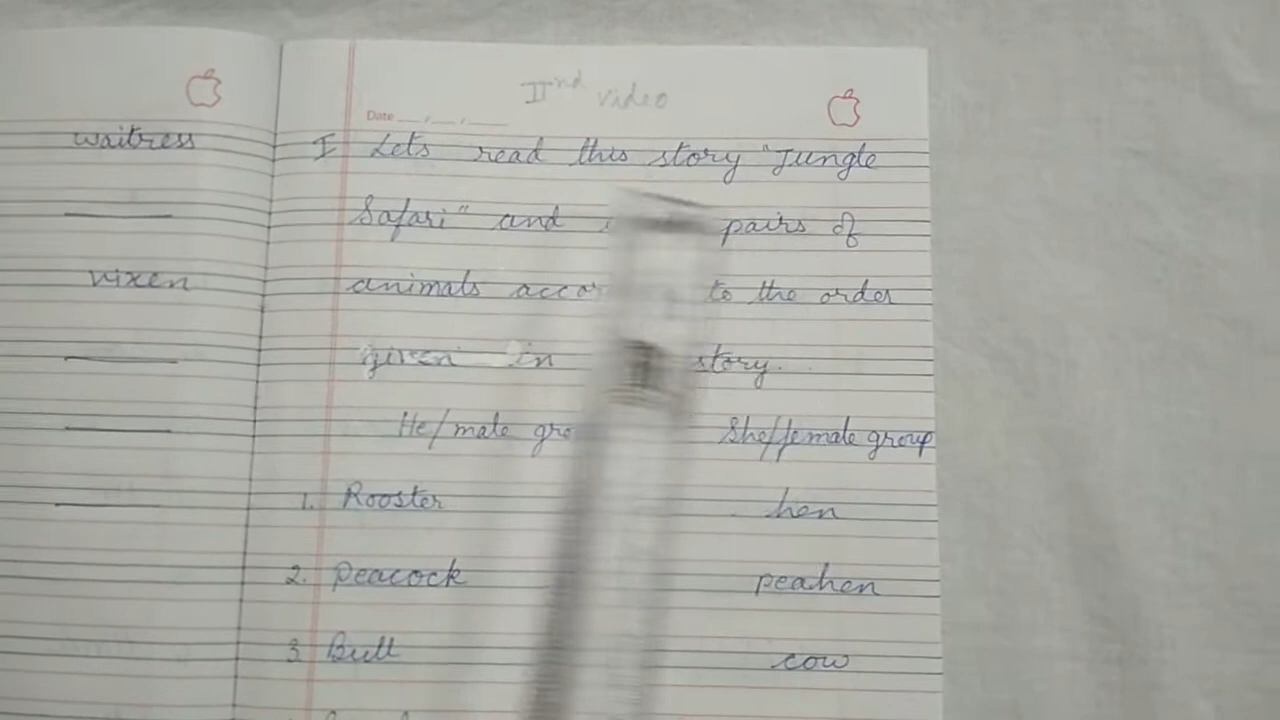 waitress
vixen
IInd video
Date
I Lets read this story "Jungle
Safari" and pairs of
animals to the order
given in story.
He/male She/female group
1. Rooster hen
2. Peacock peahen
3 Bull cow